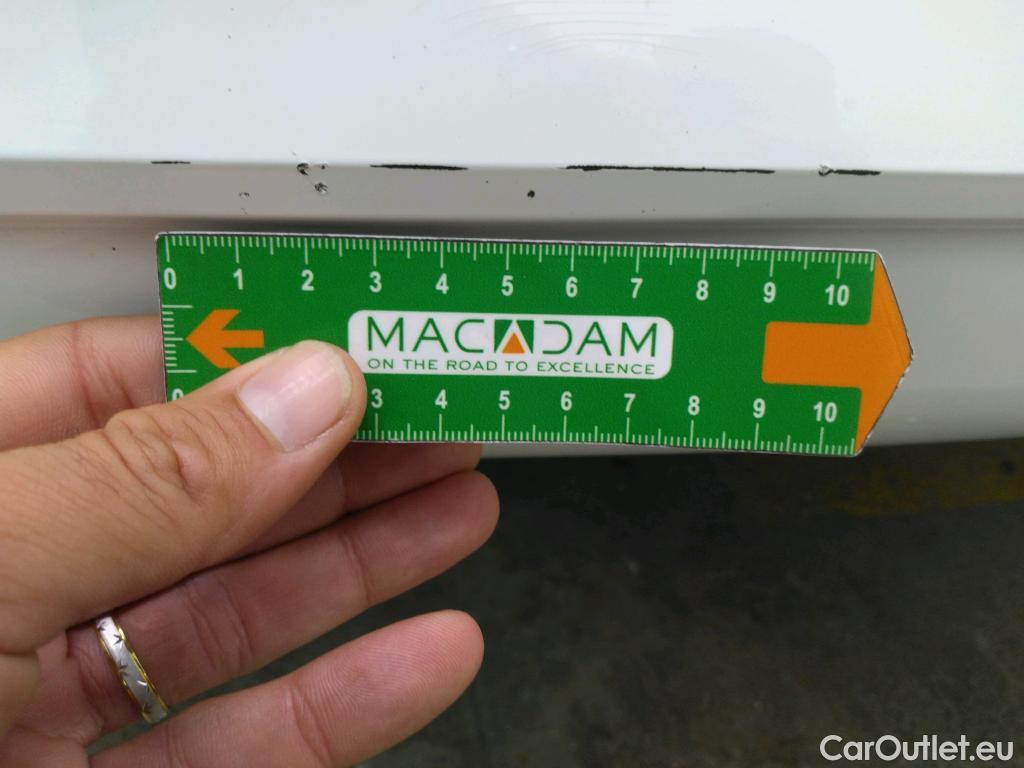 0 1 2 3 4 5 6 7 8 9 10
MACADAM
ON THE ROAD TO EXCELLENCE
0 3 4 5 6 7 8 9 10
CarOutlet.eu